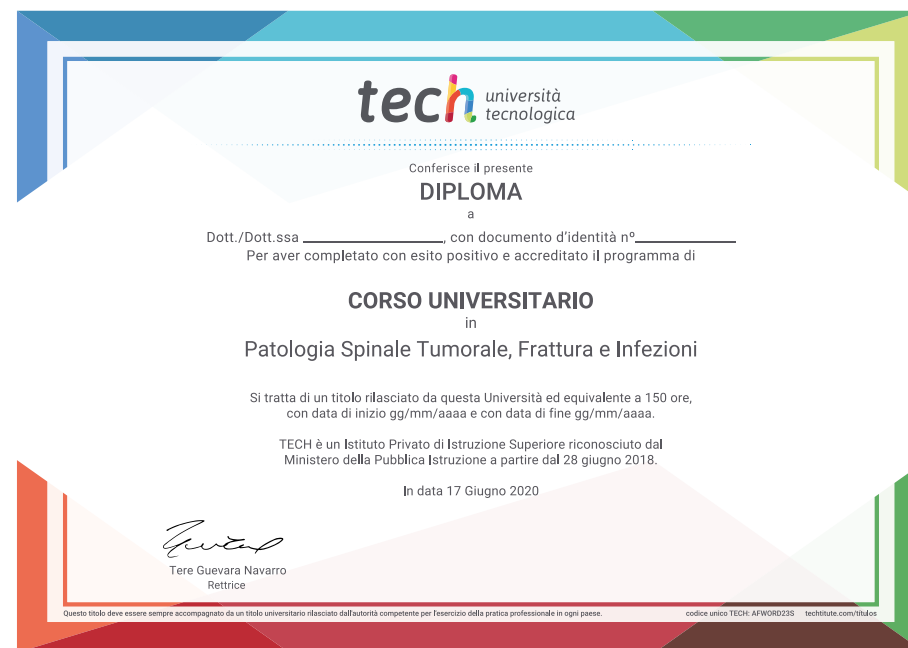 tech università
tecnologica
Conferisce il presente
DIPLOMA
a
Dott./Dott.ssa ____________________, con documento d'identità nº______________
Per aver completato con esito positivo e accreditato il programma di
CORSO UNIVERSITARIO
in
Patologia Spinale Tumorale, Frattura e Infezioni
Si tratta di un titolo rilasciato da questa Università ed equivalente a 150 ore,
con data di inizio gg/mm/aaaa e con data di fine gg/mm/aaaa.
TECH è un Istituto Privato di Istruzione Superiore riconosciuto dal
Ministero della Pubblica Istruzione a partire dal 28 giugno 2018.
In data 17 Giugno 2020
Tere Guevara Navarro
Rettrice
Questo titolo deve essere sempre accompagnato da un titolo universitario rilasciato dall'autorità competente per l'esercizio della pratica professionale in ogni paese. codice unico TECH: AFWORD23S techtitute.com/títulos